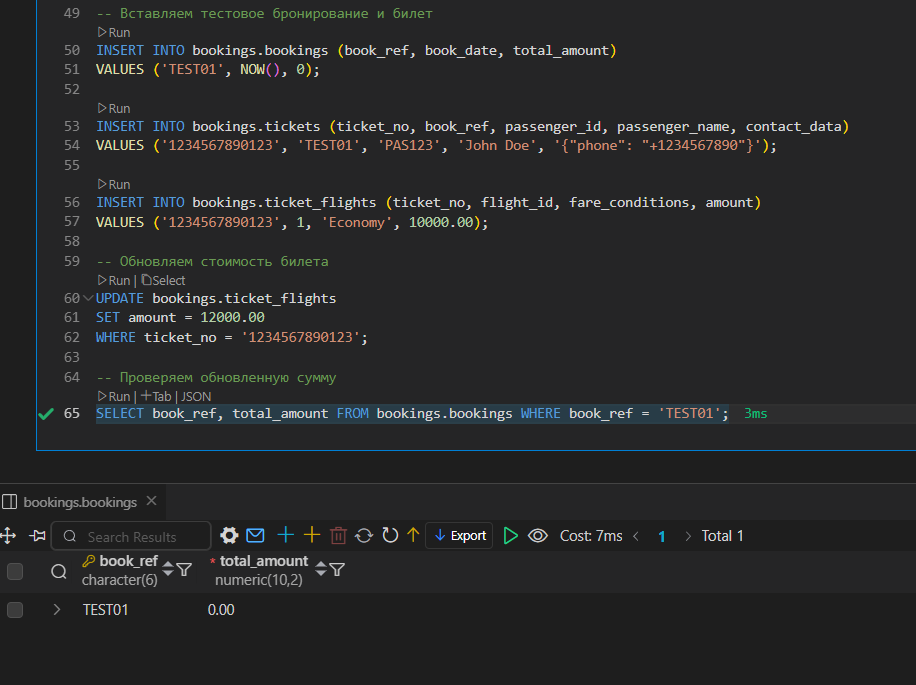 49 -- Вставляем тестовое бронирование и билет
Run
50 INSERT INTO bookings.bookings (book_ref, book_date, total_amount)
51 VALUES ('TEST01', NOW(), 0);
52
Run
53 INSERT INTO bookings.tickets (ticket_no, book_ref, passenger_id, passenger_name, contact_data)
54 VALUES ('1234567890123', 'TEST01', 'PAS123', 'John Doe', '{"phone": "+1234567890"}');
55
Run
56 INSERT INTO bookings.ticket_flights (ticket_no, flight_id, fare_conditions, amount)
57 VALUES ('1234567890123', 1, 'Economy', 10000.00);
58
59 -- Обновляем стоимость билета
Run | Select
60 UPDATE bookings.ticket_flights
61 SET amount = 12000.00
62 WHERE ticket_no = '1234567890123';
63
64 -- Проверяем обновленную сумму
Run | +Tab | JSON
65 SELECT book_ref, total_amount FROM bookings.bookings WHERE book_ref = 'TEST01'; 3ms
bookings.bookings
Search Results Export Cost: 7ms 1 Total 1
book_ref * total_amount
character(6) numeric(10,2)
TEST01 0.00